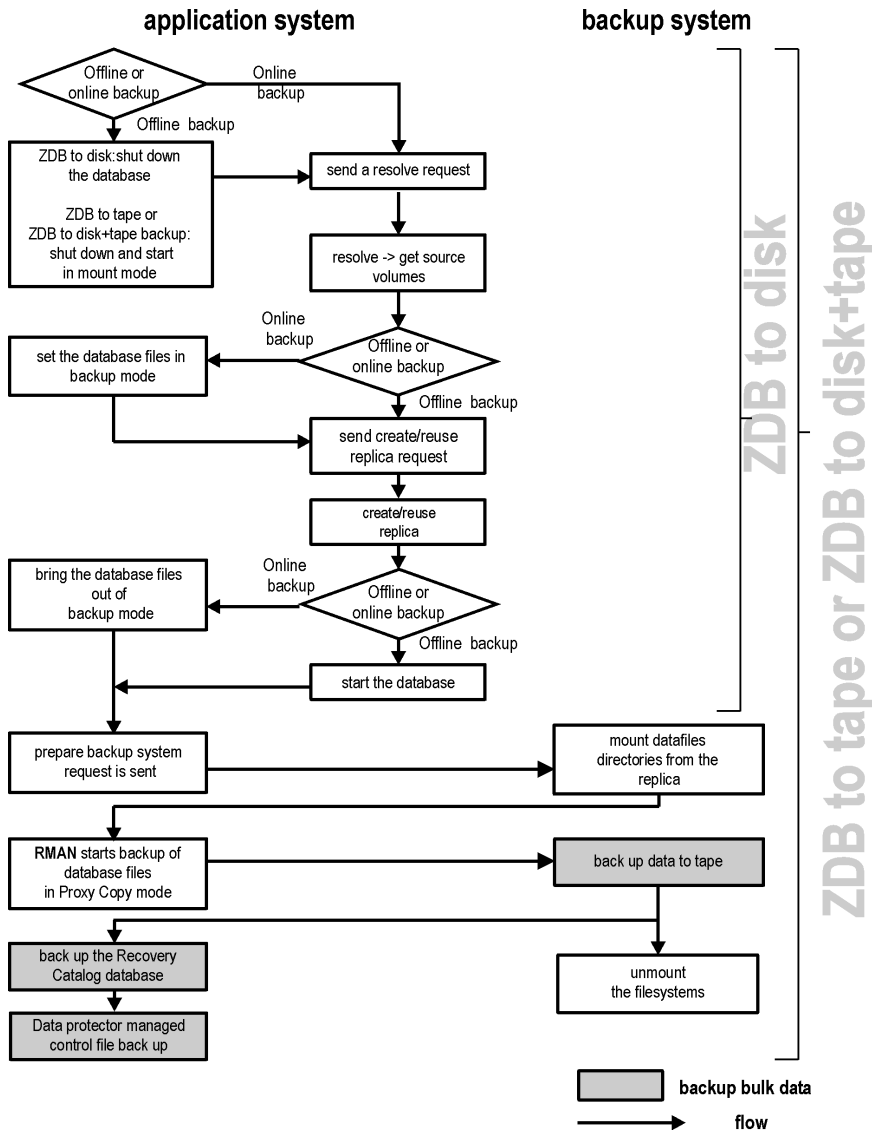 application system
backup system
Offline or
online backup
Online
backup
Offline backup
ZDB to disk:shut down
the database
ZDB to tape or
ZDB to disk+tape backup:
shut down and start
in mount mode
send a resolve request
resolve -> get source
volumes
Online
backup
Offline or
online backup
set the database files in
backup mode
Offline backup
send create/reuse
replica request
create/reuse
replica
Online
backup
Offline or
online backup
bring the database files
out of
backup mode
Offline backup
start the database
ZDB to disk
ZDB to tape or ZDB to disk+tape
prepare backup system
request is sent
mount datafiles
directories from the
replica
RMAN starts backup of
database files
in Proxy Copy mode
back up data to tape
back up the Recovery
Catalog database
unmount
the filesystems
Data protector managed
control file back up
backup bulk data
flow